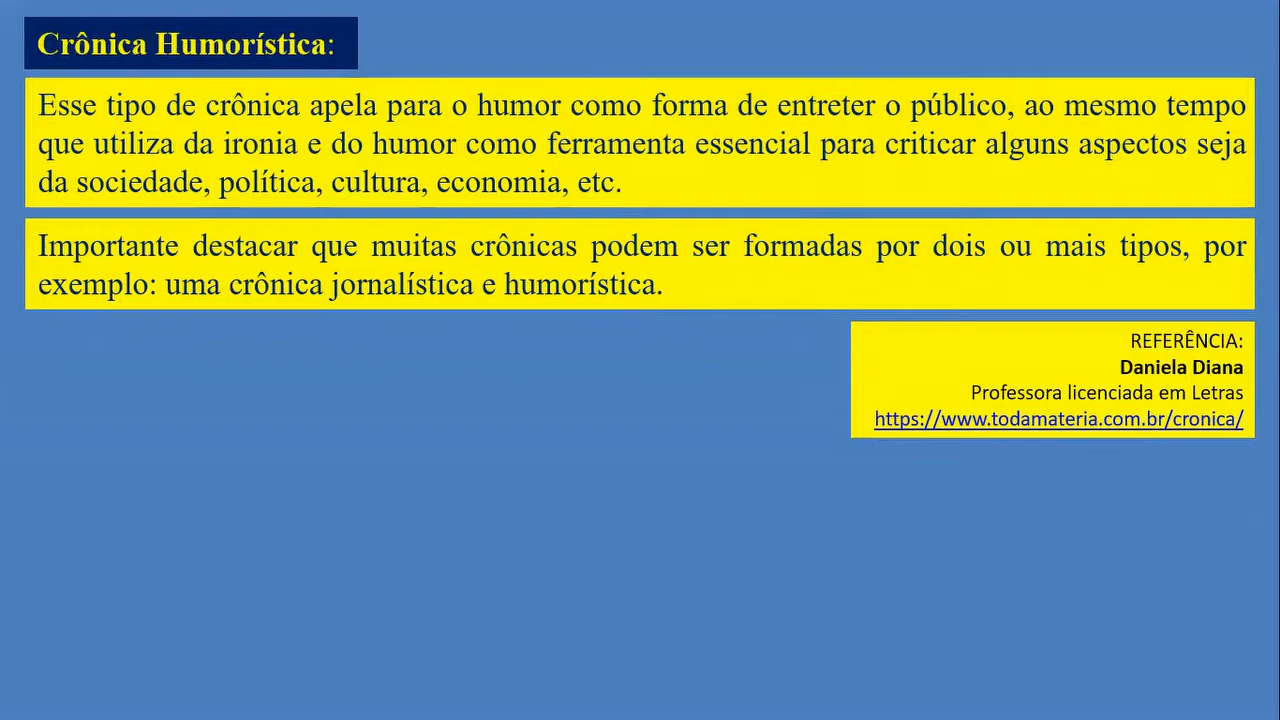 Crônica Humorística:
Esse tipo de crônica apela para o humor como forma de entreter o público, ao mesmo tempo
que utiliza da ironia e do humor como ferramenta essencial para criticar alguns aspectos seja
da sociedade, política, cultura, economia, etc.
Importante destacar que muitas crônicas podem ser formadas por dois ou mais tipos, por
exemplo: uma crônica jornalística e humorística.
REFERÊNCIA:
Daniela Diana
Professora licenciada em Letras
https://www.todamateria.com.br/cronica/